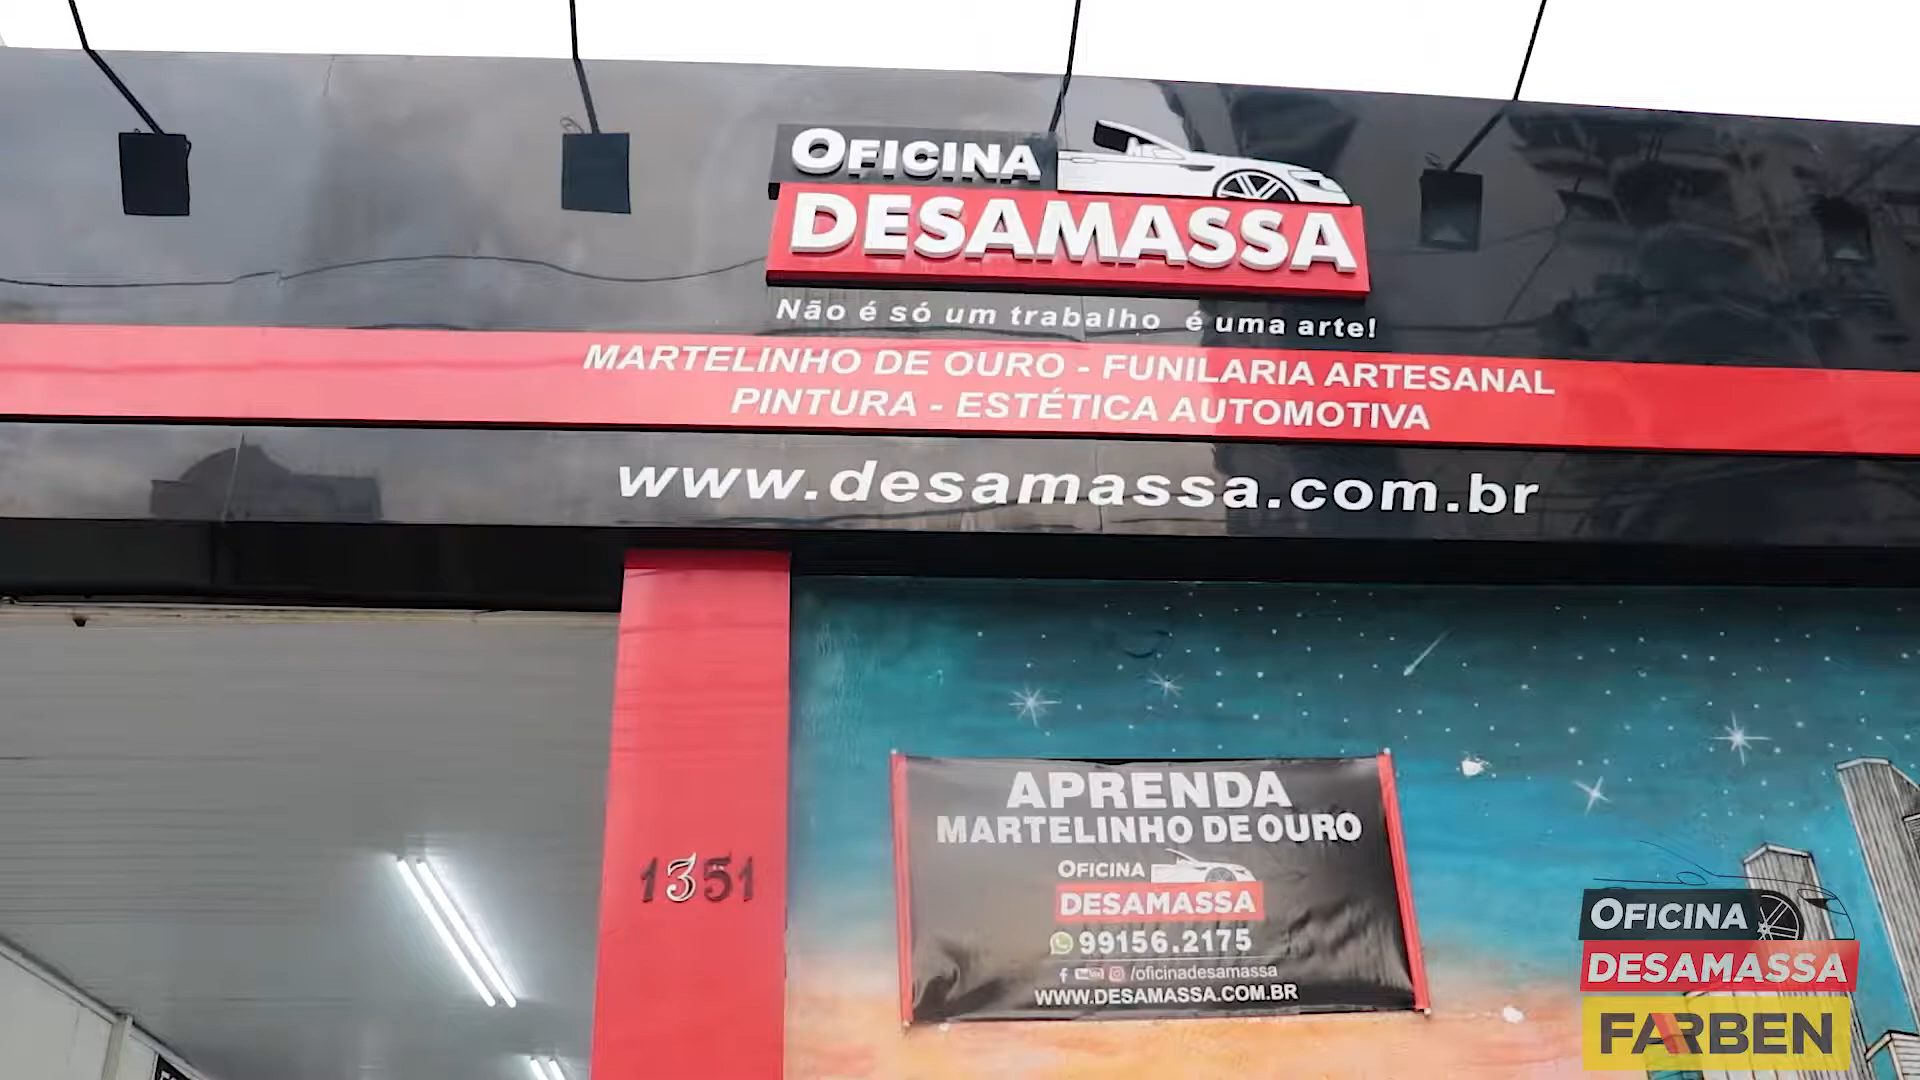 OFICINA
DESAMASSA
Não é só um trabalho é uma arte!
MARTELINHO DE OURO - FUNILARIA ARTESANAL
PINTURA - ESTÉTICA AUTOMOTIVA
www.desamassa.com.br
1351
APRENDA
MARTELINHO DE OURO
OFICINA
DESAMASSA
99156.2175
/oficinadesamassa
WWW.DESAMASSA.COM.BR
OFICINA
DESAMASSA
FARBEN